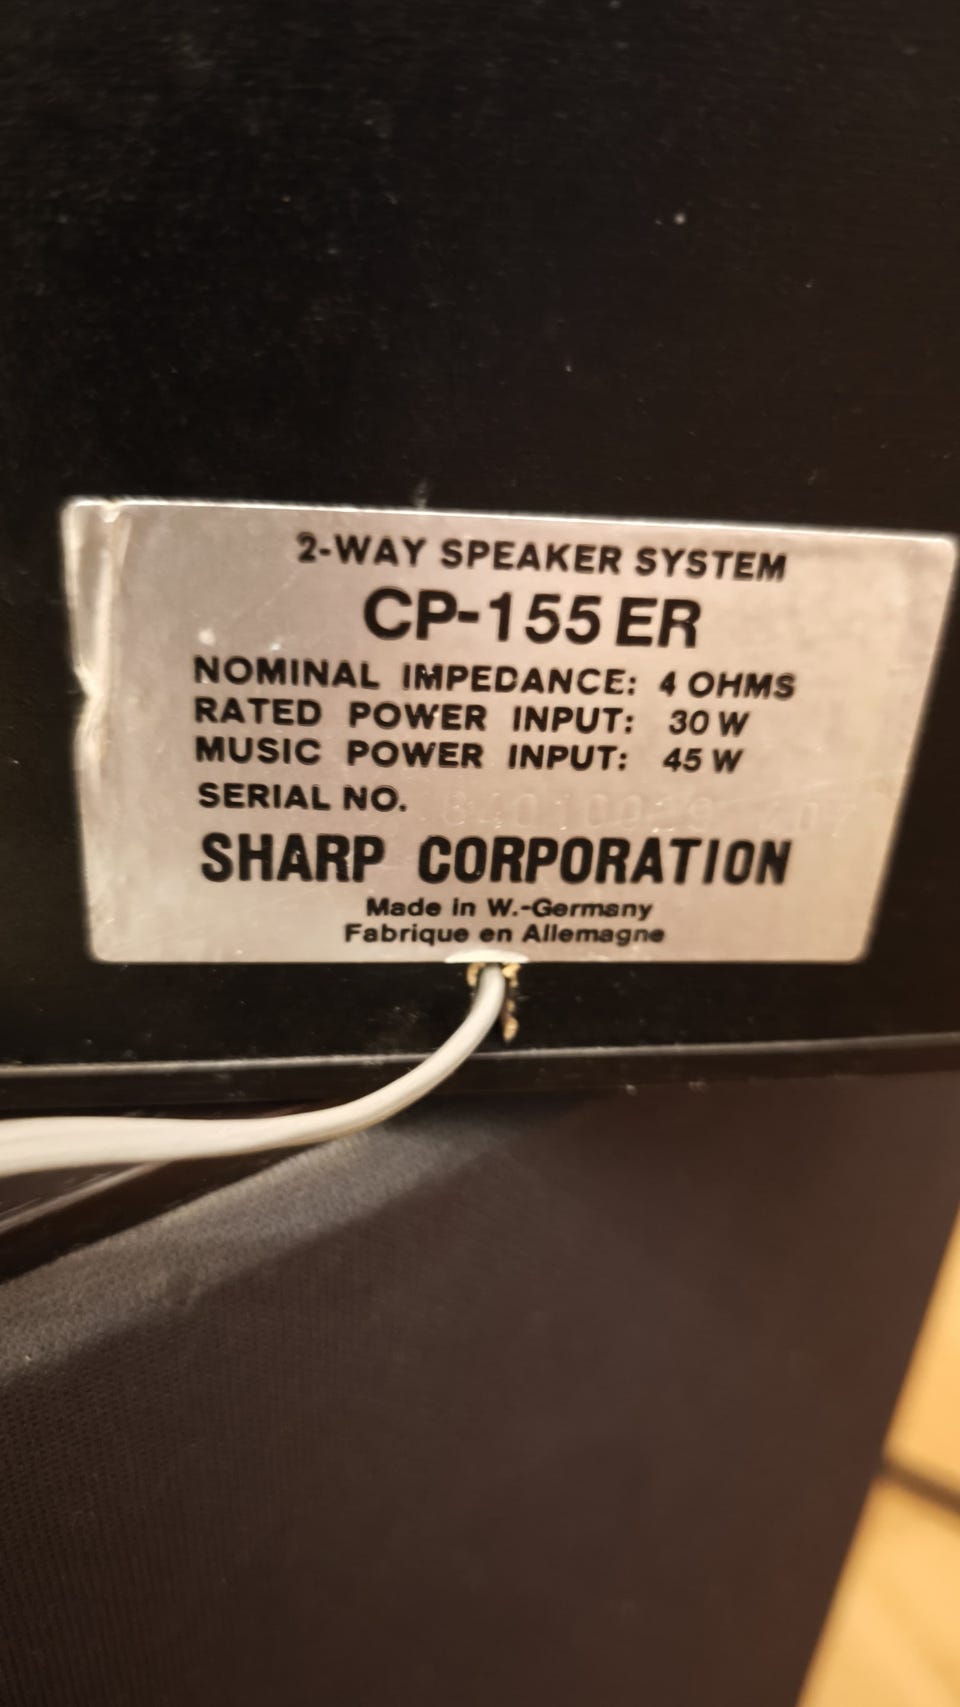 2-WAY SPEAKER SYSTEM
CP-155 ER
NOMINAL IMPEDANCE: 4 OHMS
RATED POWER INPUT: 30 W
MUSIC POWER INPUT: 45 W
SERIAL NO.
SHARP CORPORATION
Made in W.-Germany
Fabrique en Allemagne